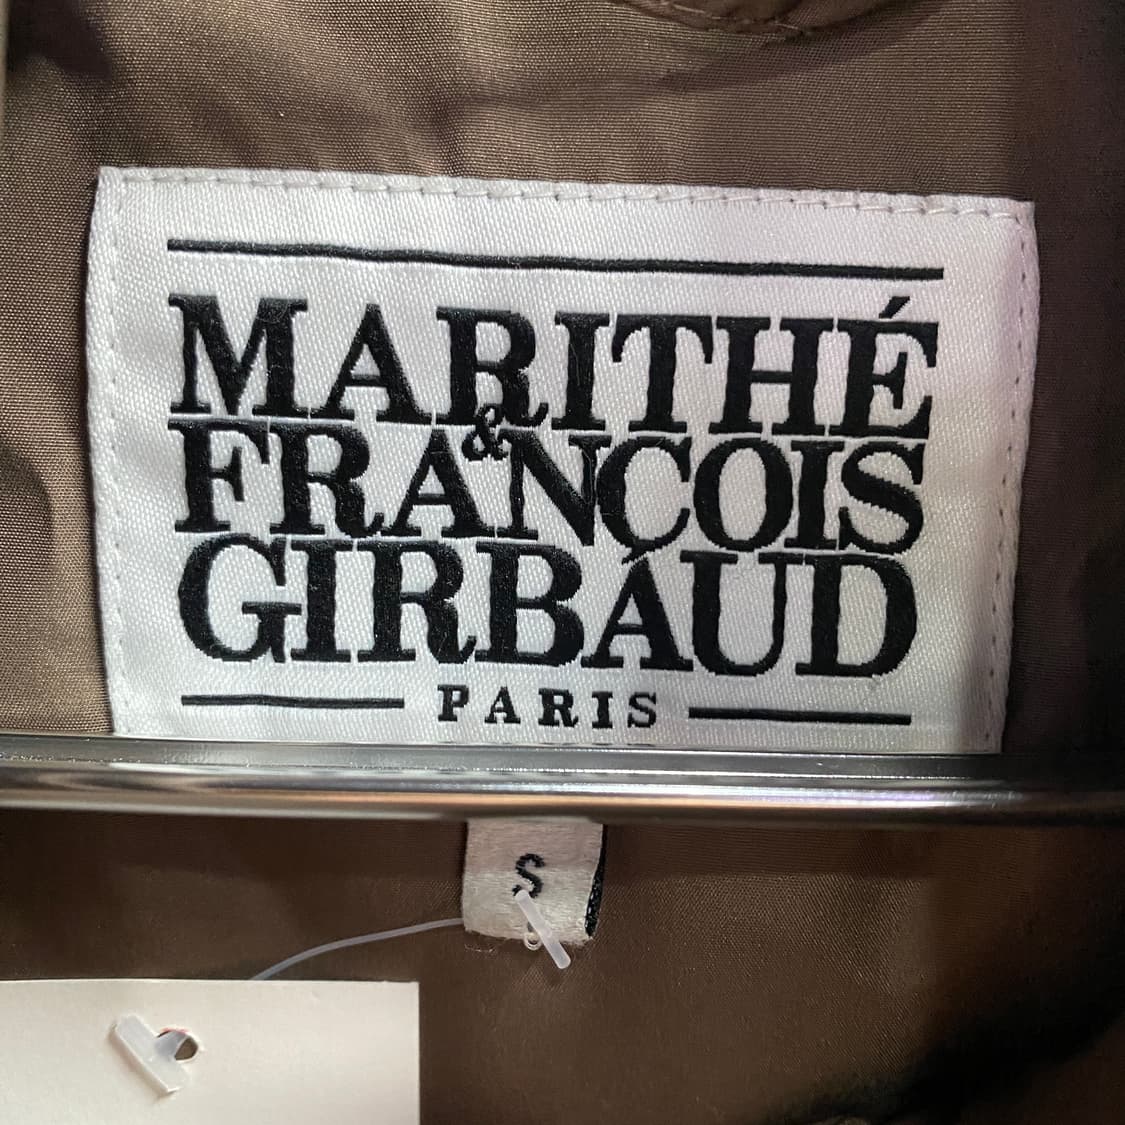 MARITHÉ
&
FRANÇOIS
GIRBAUD
PARIS
S